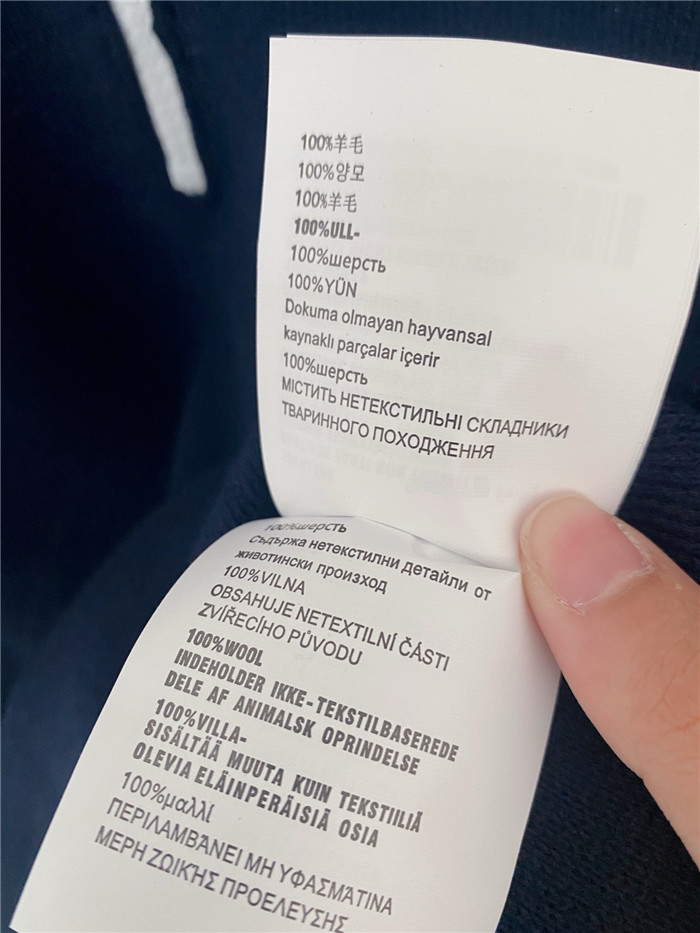 100%羊毛
100%양모
100%羊毛
100%ULL-
100%шерсть
100%YÜN
Dokuma olmayan hayvansal
kaynaklı parçalar içerir
100%шерсть
МІСТИТЬ НЕТЕКСТИЛЬНІ СКЛАДНИКИ
ТВАРИННОГО ПОХОДЖЕННЯ
100%шерсть
Съдържа нетекстилни детайли от
животински произход
100%VILNA
OBSAHUJE NETEXTILNÍ ČÁSTI
ZVÍŘECÍHO PŮVODU
100%WOOL
INDEHOLDER IKKE-TEKSTILBASEREDE
DELE AF ANIMALSK OPRINDELSE
100%VILLA-
SISÄLTÄÄ MUUTA KUIN TEKSTIILIÄ
OLEVIA ELÄINPERÄISIÄ OSIA
100%μαλλί
ΠΕΡΙΛΑΜΒΆΝΕΙ ΜΗ ΥΦΑΣΜΆΤΙΝΑ
ΜΕΡΗ ΖΩΙΚΉΣ ΠΡΟΕΛΕΥΣΗΣ